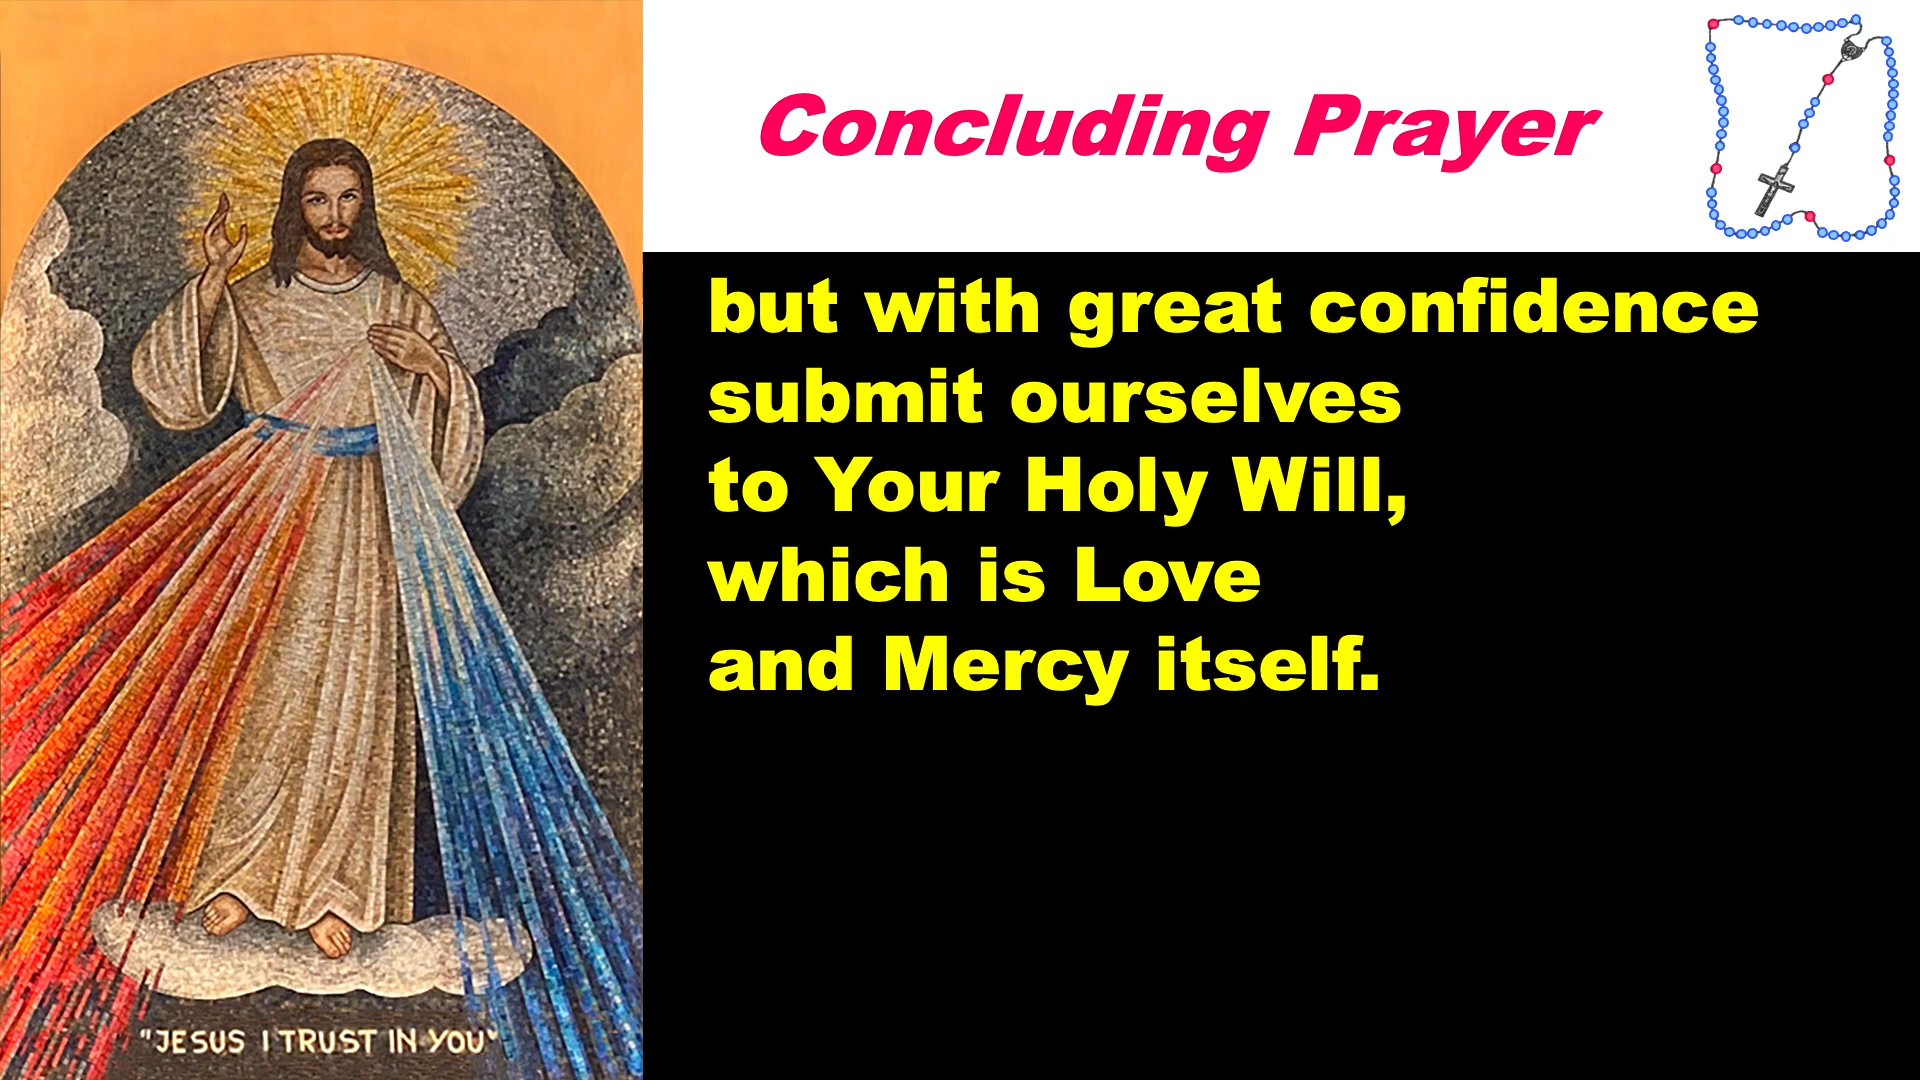 Concluding Prayer
but with great confidence
submit ourselves
to Your Holy Will,
which is Love
and Mercy itself.
"JESUS I TRUST IN YOU"